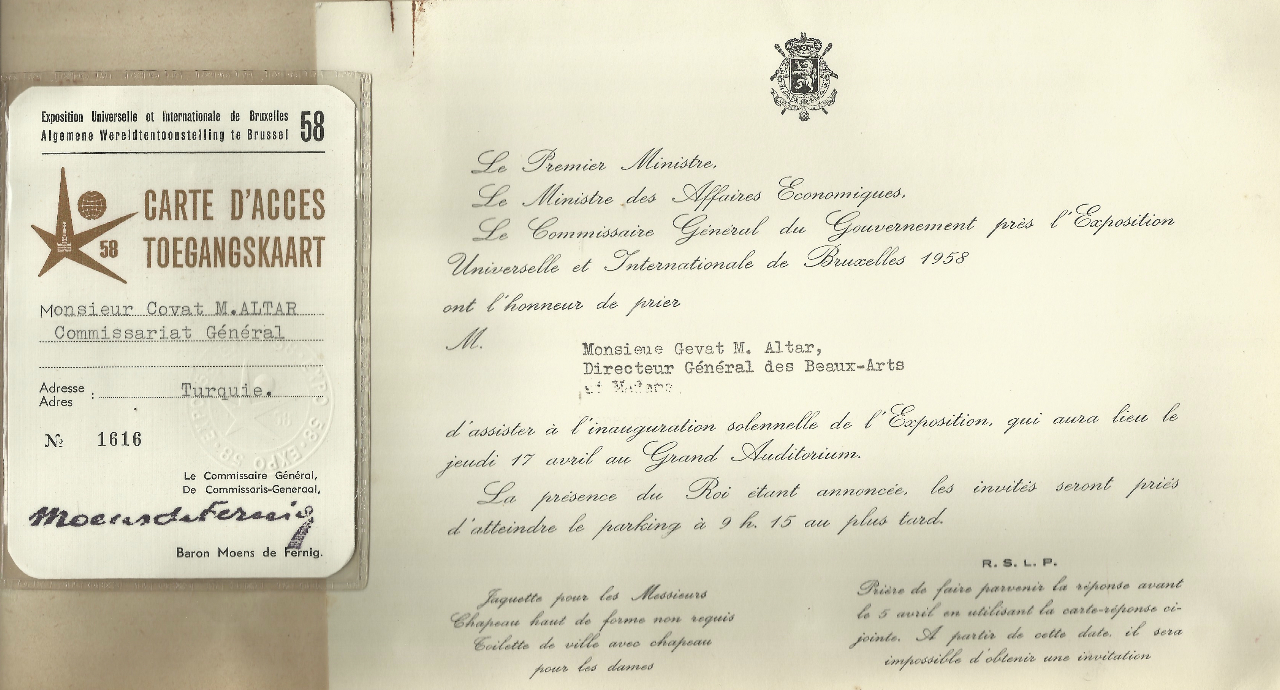 Exposition Universelle et Internationale de Bruxelles 58
Algemene Wereldtentoonstelling te Brussel
CARTE D'ACCES
TOEGANGSKAART
58
Monsieur Covat M.ALTAR
Commissariat Général
Adresse : Turquie.
Adres
№ 1616
Le Commissaire Général,
De Commissaris-Generaal,
Moens de Fernig
Baron Moens de Fernig.
Le Premier Ministre,
Le Ministre des Affaires Economiques,
Le Commissaire Général du Gouvernement près l'Exposition
Universelle et Internationale de Bruxelles 1958
ont l'honneur de prier
M.
Monsieue Gevat M. Altar,
Directeur Général des Beaux-Arts
et Madame
d'assister à l'inauguration solennelle de l'Exposition, qui aura lieu le
jeudi 17 avril au Grand Auditorium.
La présence du Roi étant annoncée, les invités seront priés
d'atteindre le parking à 9 h. 15 au plus tard.
Jaquette pour les Messieurs
Chapeau haut de forme non requis
Toilette de ville avec chapeau
pour les dames
R. S. L. P.
Prière de faire parvenir la réponse avant
le 5 avril en utilisant la carte-réponse ci-
jointe. A partir de cette date, il sera
impossible d'obtenir une invitation